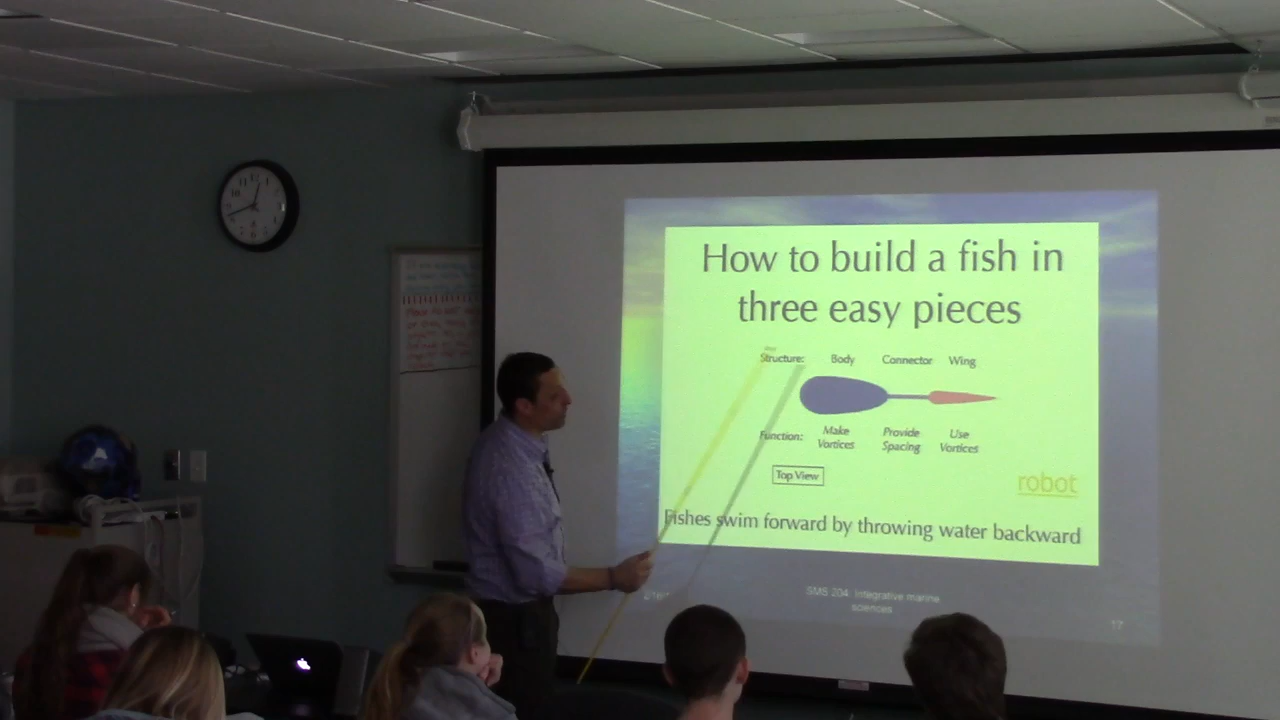 How to build a fish in
three easy pieces
Structure: Body Connector Wing
Function: Make Vortices Provide Spacing Use Vortices
Top View
robot
Fishes swim forward by throwing water backward
SMS 204: Integrative marine
sciences
17